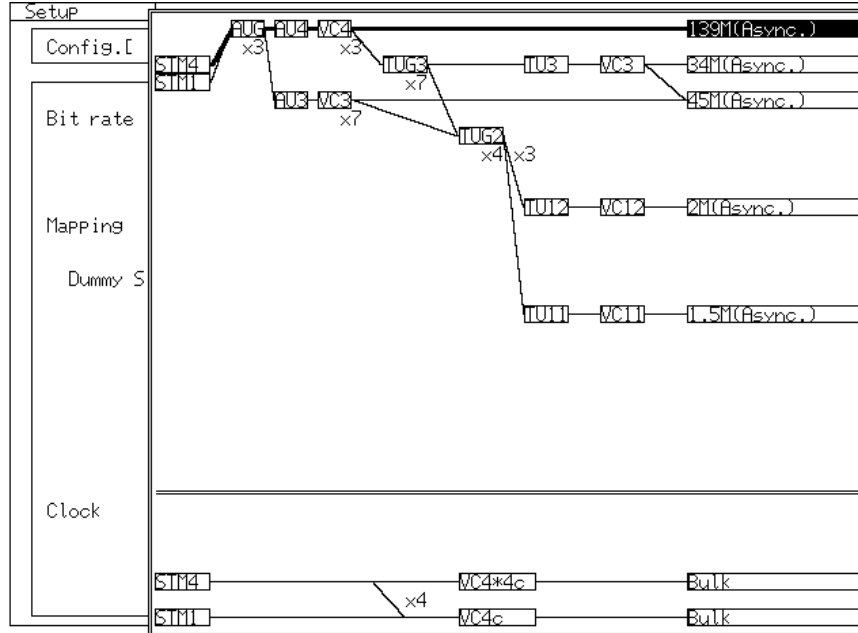 Setup
AUG AU4 VC4 139M(Async.)
Config.[ x3 x3
STM4 TUG3 TU3 VC3 34M(Async.)
STM1 x7
AU3 VC3 45M(Async.)
Bit rate x7
TUG2
x4 x3
TU12 VC12 2M(Async.)
Mapping
Dummy S
TU11 VC11 1.5M(Async.)
Clock
STM4 VC4*4c Bulk
x4
STM1 VC4c Bulk